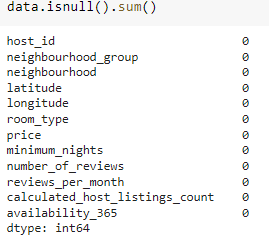 data.isnull().sum()
host_id 0
neighbourhood_group 0
neighbourhood 0
latitude 0
longitude 0
room_type 0
price 0
minimum_nights 0
number_of_reviews 0
reviews_per_month 0
calculated_host_listings_count 0
availability_365 0
dtype: int64